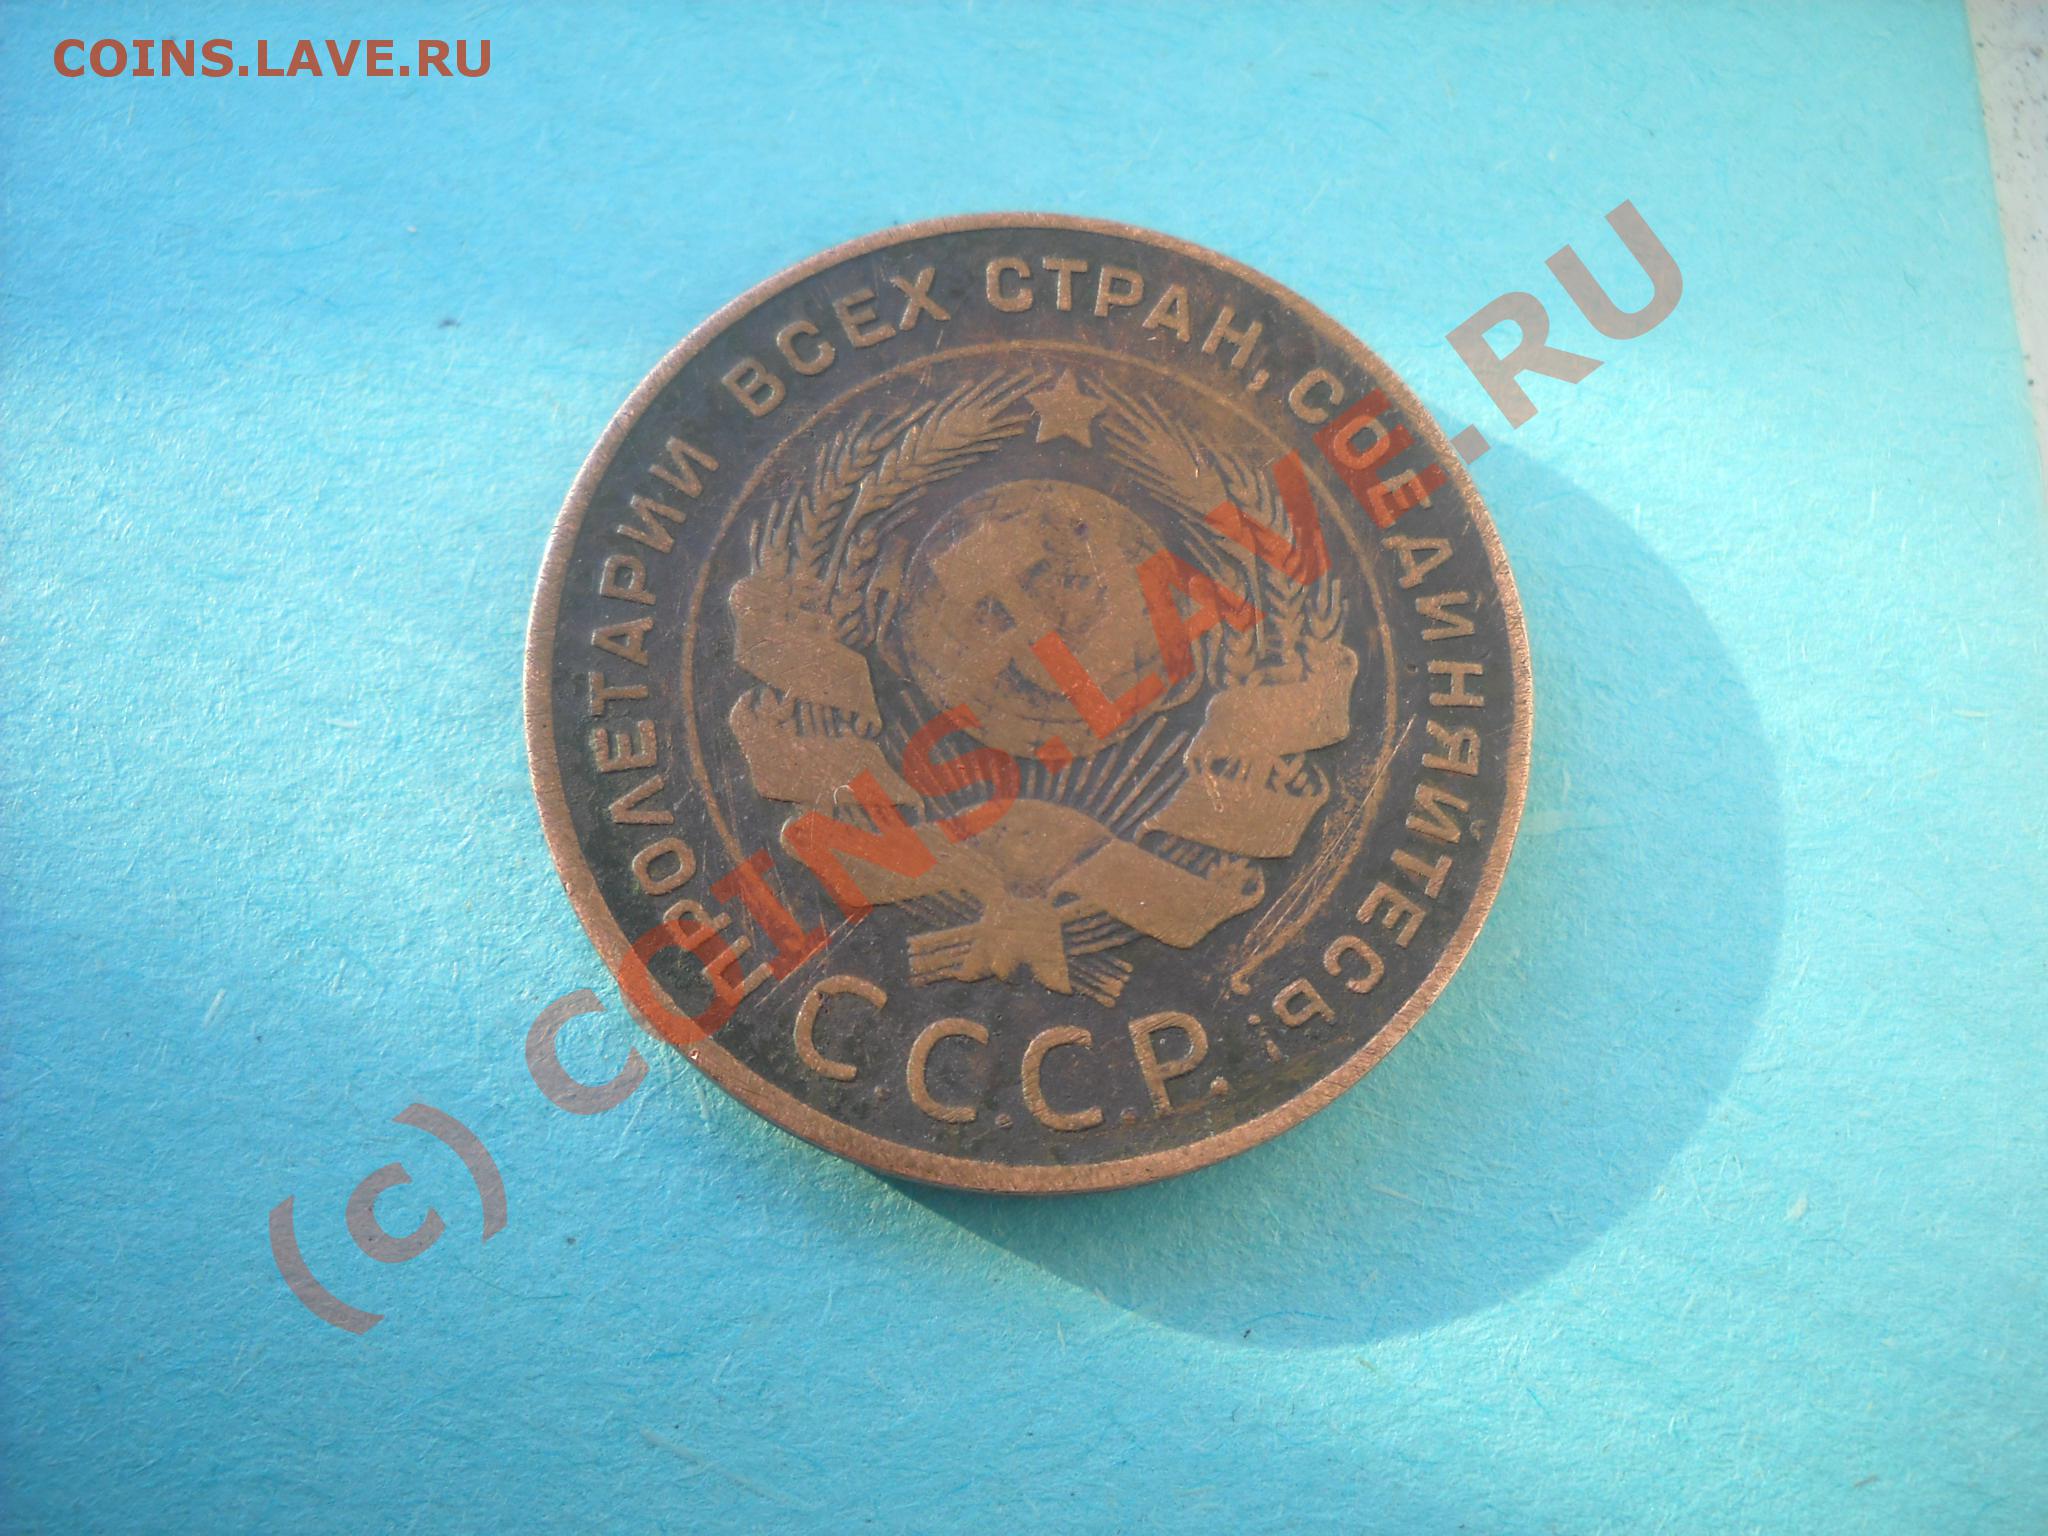 COINS.LAVE.RU
ПРОЛЕТАРИИ ВСЕХ СТРАН, СОЕДИНЯЙТЕСЬ!
С.С.С.Р.
(c) COINS.LAVE.RU